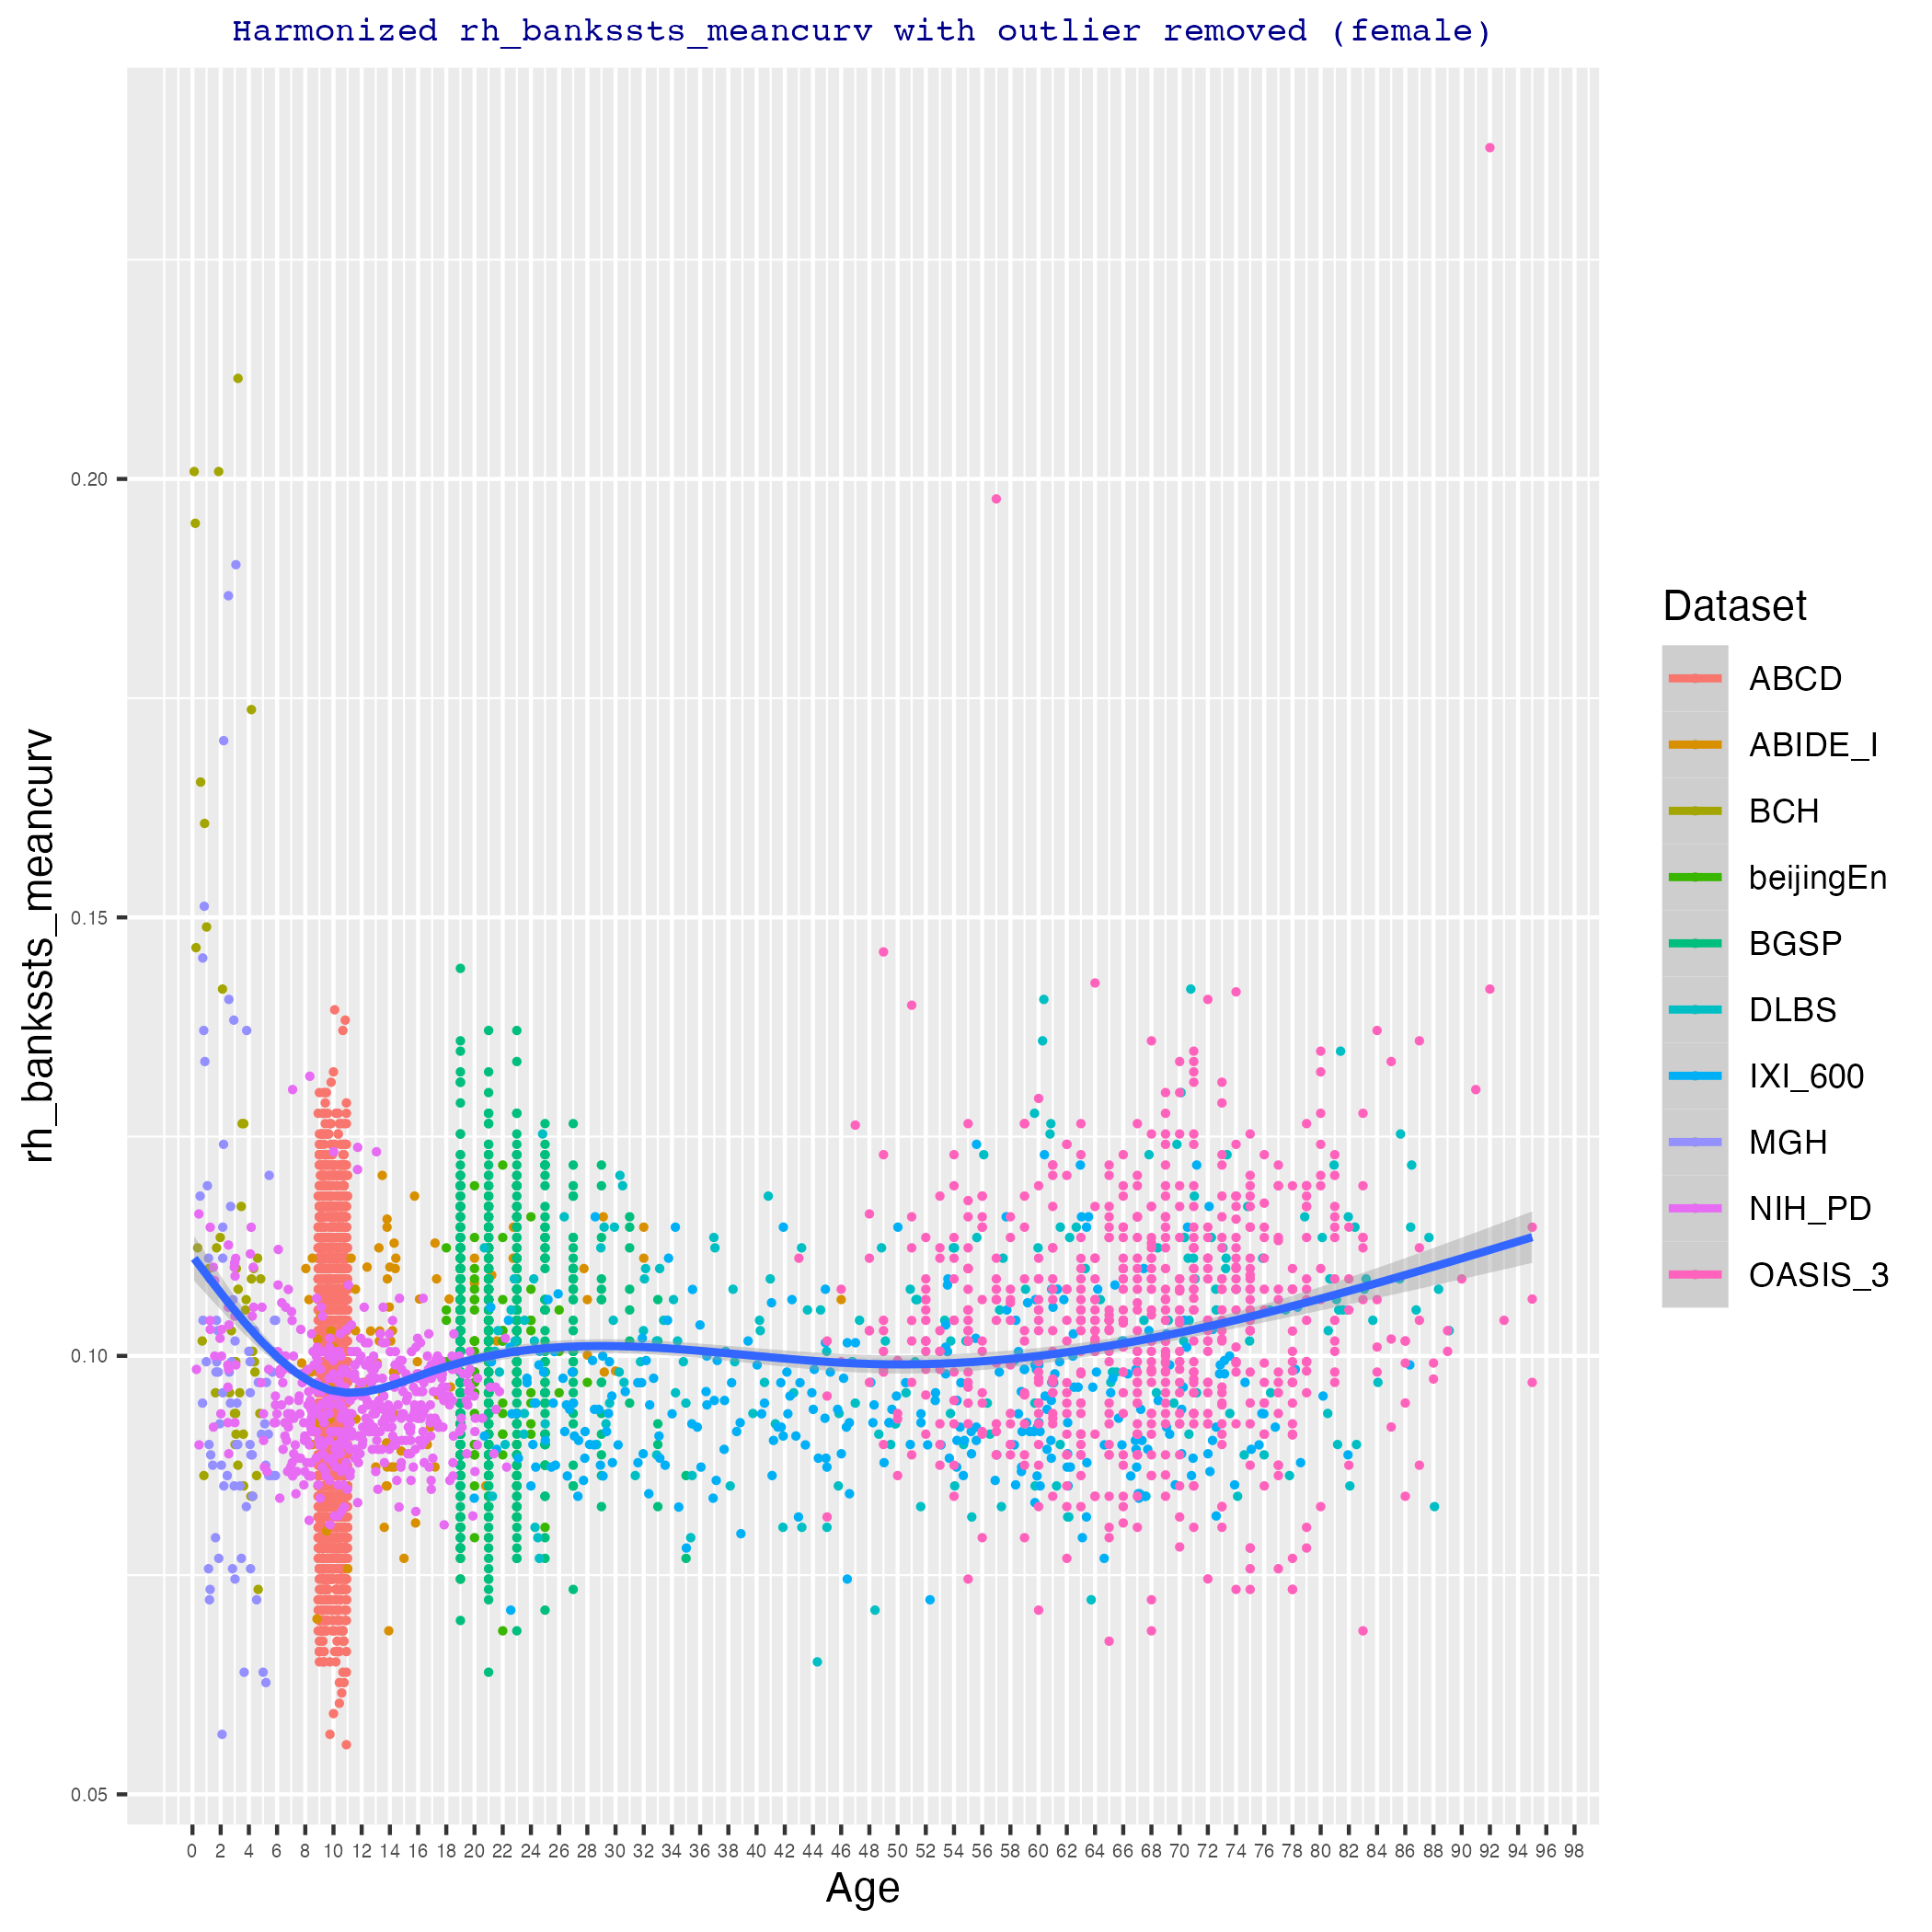 Harmonized rh_bankssts_meancurv with outlier removed (female)
rh_bankssts_meancurv
0.20
0.15
0.10
0.05
0 2 4 6 8 10 12 14 16 18 20 22 24 26 28 30 32 34 36 38 40 42 44 46 48 50 52 54 56 58 60 62 64 66 68 70 72 74 76 78 80 82 84 86 88 90 92 94 96 98
Age
Dataset
ABCD
ABIDE_I
BCH
beijingEn
BGSP
DLBS
IXI_600
MGH
NIH_PD
OASIS_3